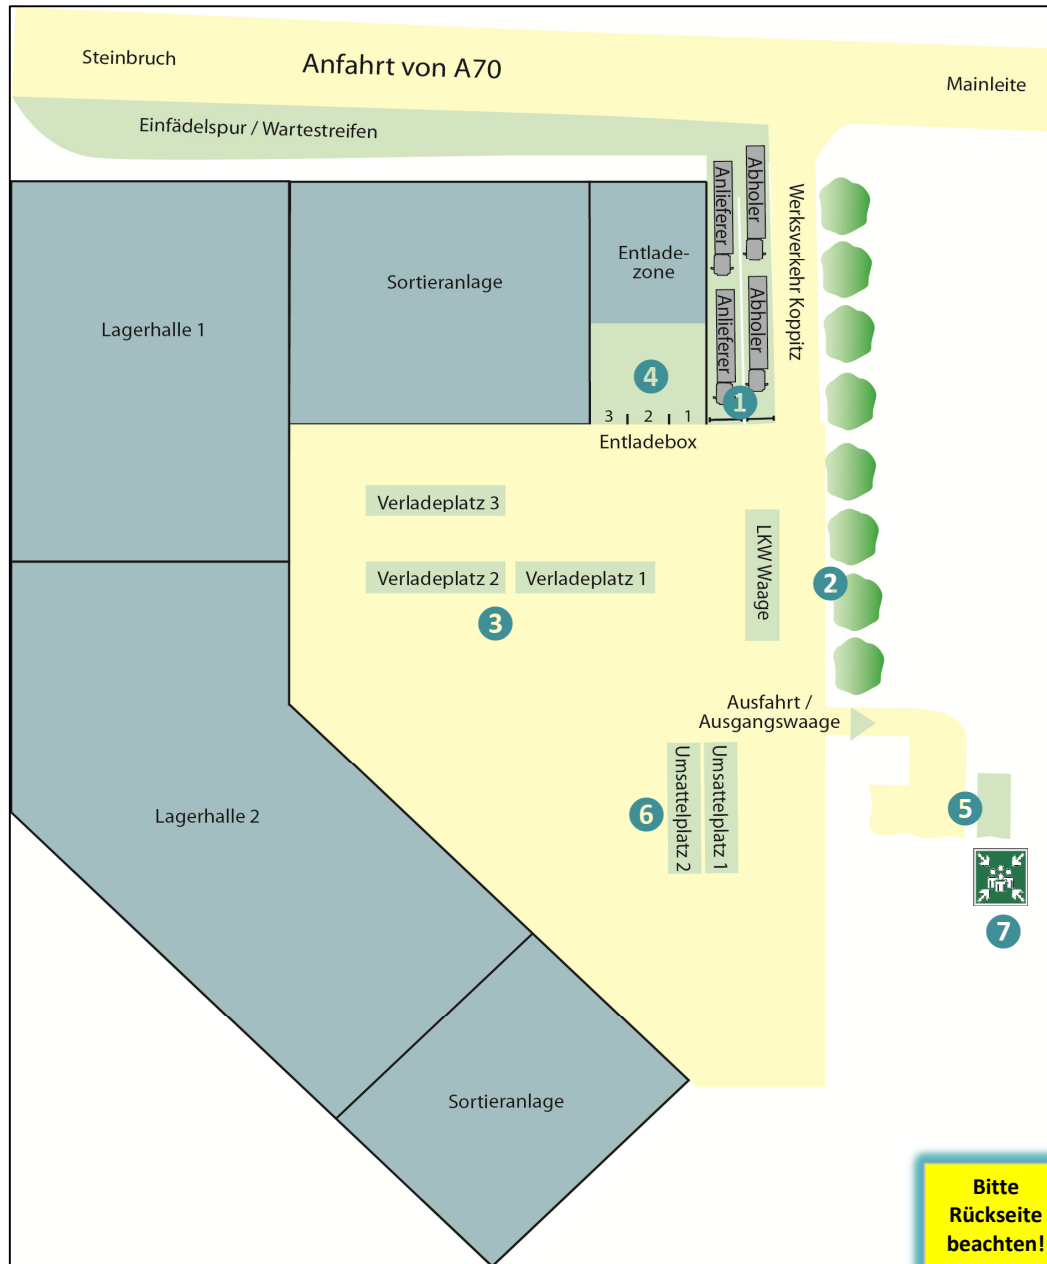 Steinbruch
Anfahrt von A70
Mainleite
Einfädelspur / Wartestreifen
Anlieferer
Abholer
Anlieferer
Abholer
Werksverkehr Koppitz
Lagerhalle 1
Sortieranlage
Entlade-
zone
4
1
3 2 1
Entladebox
Verladeplatz 3
Verladeplatz 2
Verladeplatz 1
3
LKW Waage
2
Ausfahrt /
Ausgangswaage
Umsattelplatz 2
Umsattelplatz 1
6
5
7
Lagerhalle 2
Sortieranlage
Bitte
Rückseite
beachten!